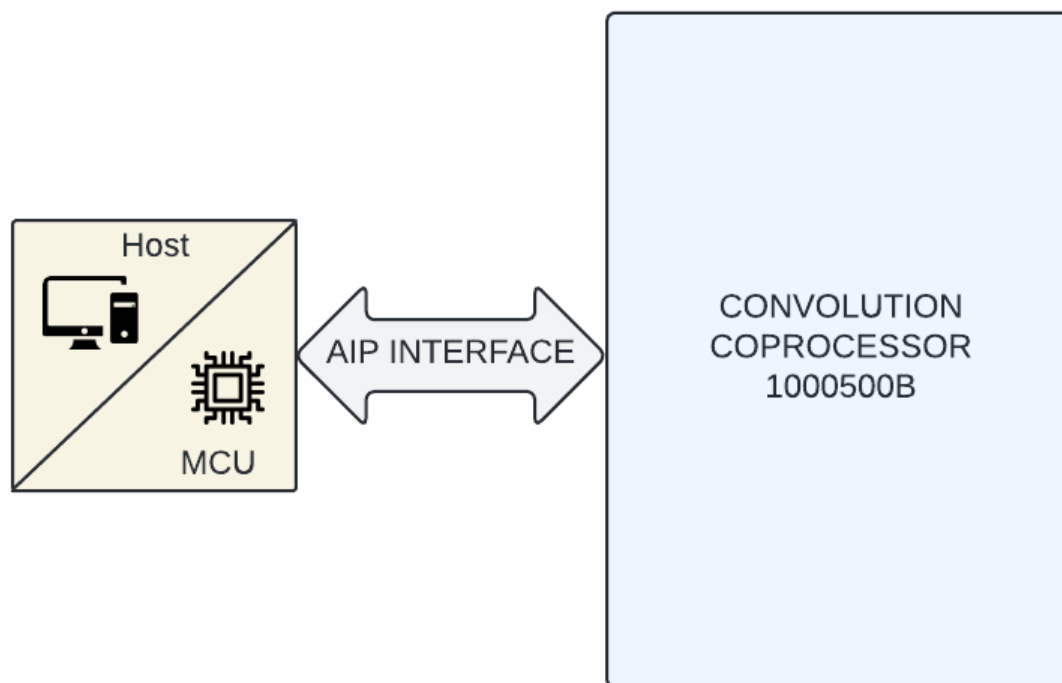 Host
MCU
AIP INTERFACE
CONVOLUTION
COPROCESSOR
1000500B